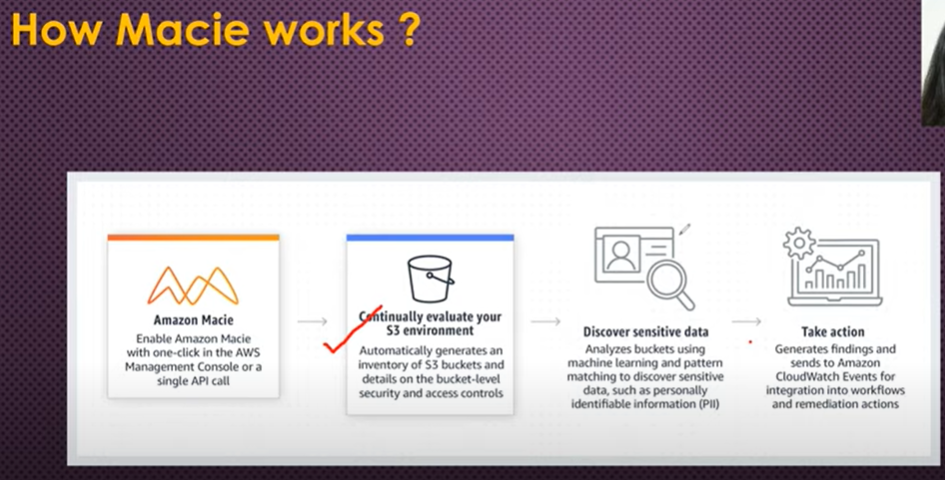 How Macie works ?
Amazon Macie
Enable Amazon Macie
with one-click in the AWS
Management Console or a
single API call
Continually evaluate your
S3 environment
Automatically generates an
inventory of S3 buckets and
details on the bucket-level
security and access controls
Discover sensitive data
Analyzes buckets using
machine learning and pattern
matching to discover sensitive
data, such as personally
identifiable information (PII)
Take action
Generates findings and
sends to Amazon
CloudWatch Events for
integration into workflows
and remediation actions